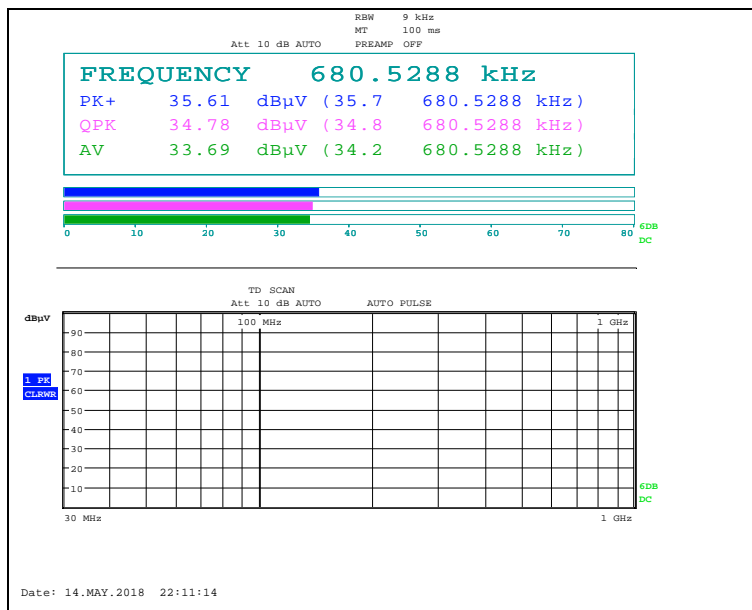 RBW 9 kHz
MT 100 ms
Att 10 dB AUTO PREAMP OFF
FREQUENCY 680.5288 kHz
PK+ 35.61 dBµV (35.7 680.5288 kHz)
QPK 34.78 dBµV (34.8 680.5288 kHz)
AV 33.69 dBµV (34.2 680.5288 kHz)
0 10 20 30 40 50 60 70 80
6DB
DC
TD SCAN
Att 10 dB AUTO AUTO PULSE
dBµV
100 MHz 1 GHz
90
80
70
1 PK
CLRWR
60
50
40
30
20
10
6DB
DC
30 MHz 1 GHz
Date: 14.MAY.2018 22:11:14